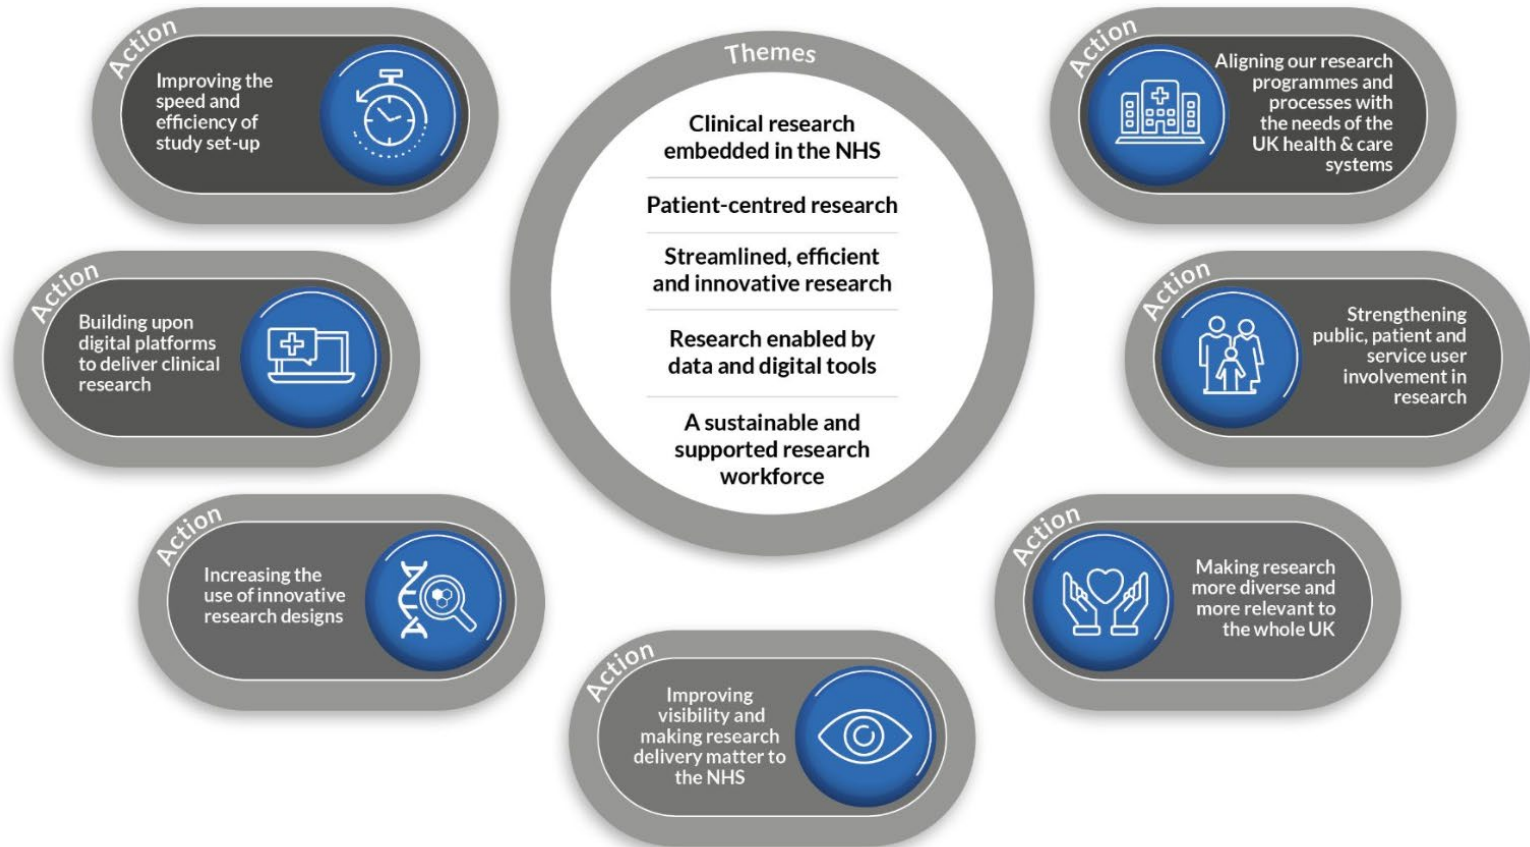 Action
Improving the
speed and
efficiency of
study set-up
Action
Building upon
digital platforms
to deliver clinical
research
Action
Increasing the
use of innovative
research designs
Themes
Clinical research
embedded in the NHS
Patient-centred research
Streamlined, efficient
and innovative research
Research enabled by
data and digital tools
A sustainable and
supported research
workforce
Action
Improving
visibility and
making research
delivery matter to
the NHS
Action
Aligning our research
programmes and
processes with
the needs of the
UK health & care
systems
Action
Strengthening
public, patient and
service user
involvement in
research
Action
Making research
more diverse and
more relevant to
the whole UK